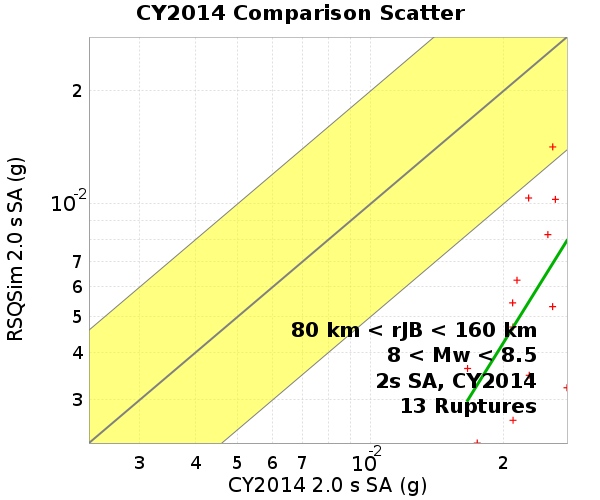 CY2014 Comparison Scatter
RSQSim 2.0 s SA (g)
2
10-2
7
6
5
4
3
80 km < rJB < 160 km
8 < Mw < 8.5
2s SA, CY2014
13 Ruptures
3 4 5 6 7 10-2 2
CY2014 2.0 s SA (g)